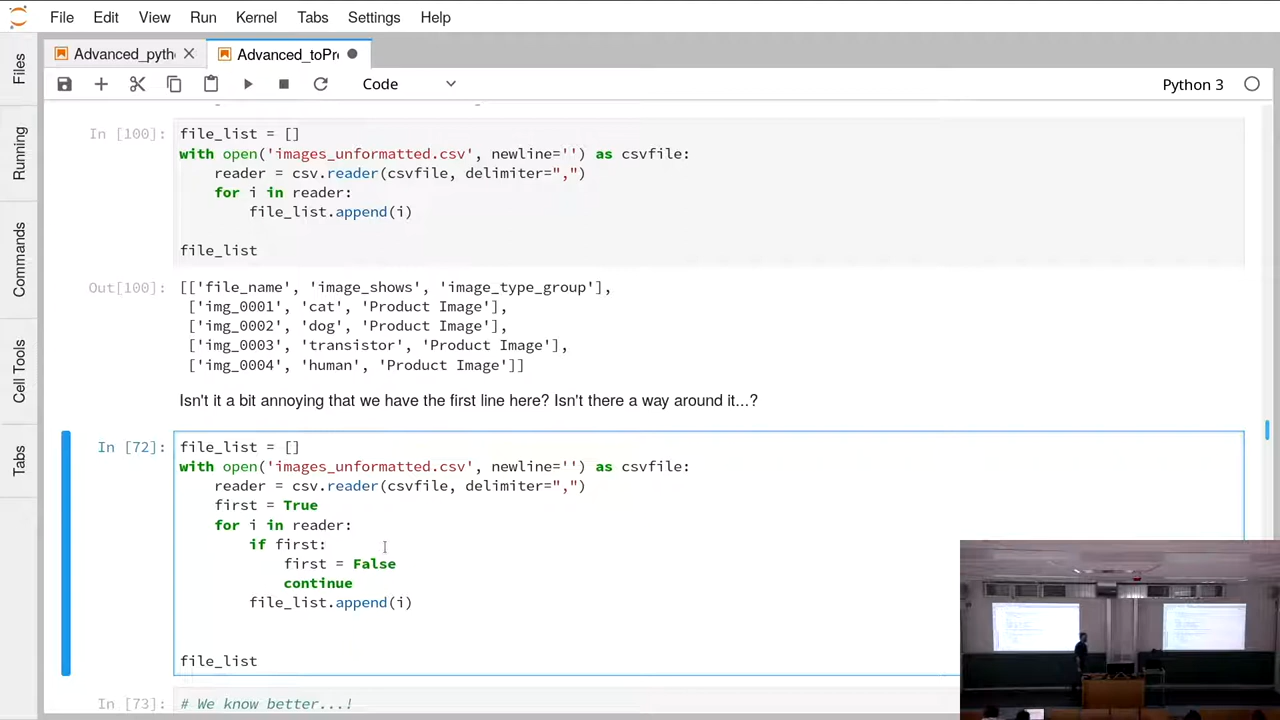 File Edit View Run Kernel Tabs Settings Help
Files
Running
Commands
Cell Tools
Tabs
Advanced_pyth
Advanced_toPr
Code
Python 3
In [100]:
file_list = []
with open('images_unformatted.csv', newline='') as csvfile:
    reader = csv.reader(csvfile, delimiter=",")
    for i in reader:
        file_list.append(i)
file_list
Out[100]:
[['file_name', 'image_shows', 'image_type_group'],
 ['img_0001', 'cat', 'Product Image'],
 ['img_0002', 'dog', 'Product Image'],
 ['img_0003', 'transistor', 'Product Image'],
 ['img_0004', 'human', 'Product Image']]
Isn't it a bit annoying that we have the first line here? Isn't there a way around it...?
In [72]:
file_list = []
with open('images_unformatted.csv', newline='') as csvfile:
    reader = csv.reader(csvfile, delimiter=",")
    first = True
    for i in reader:
        if first:
            first = False
            continue
        file_list.append(i)
file_list
In [73]:
# We know better...!